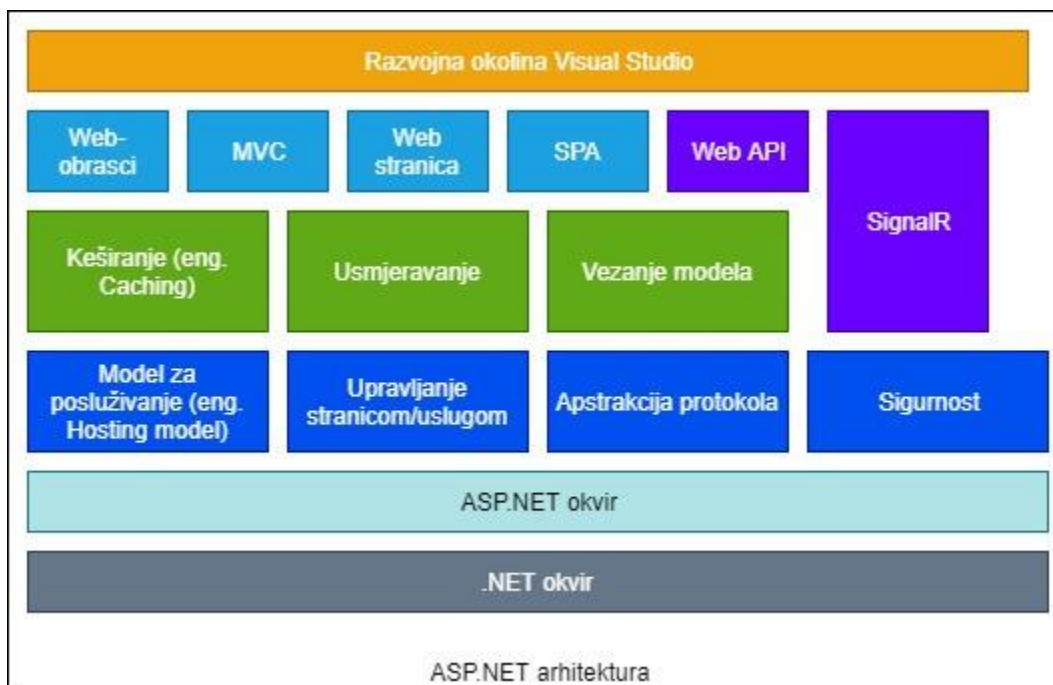 Razvojna okolina Visual Studio
Web-
obrasci
MVC
Web
stranica
SPA
Web API
SignalR
Keširanje (eng.
Caching)
Usmjeravanje
Vezanje modela
Model za
posluživanje (eng.
Hosting model)
Upravljanje
stranicom/uslugom
Apstrakcija protokola
Sigurnost
ASP.NET okvir
.NET okvir
ASP.NET arhitektura